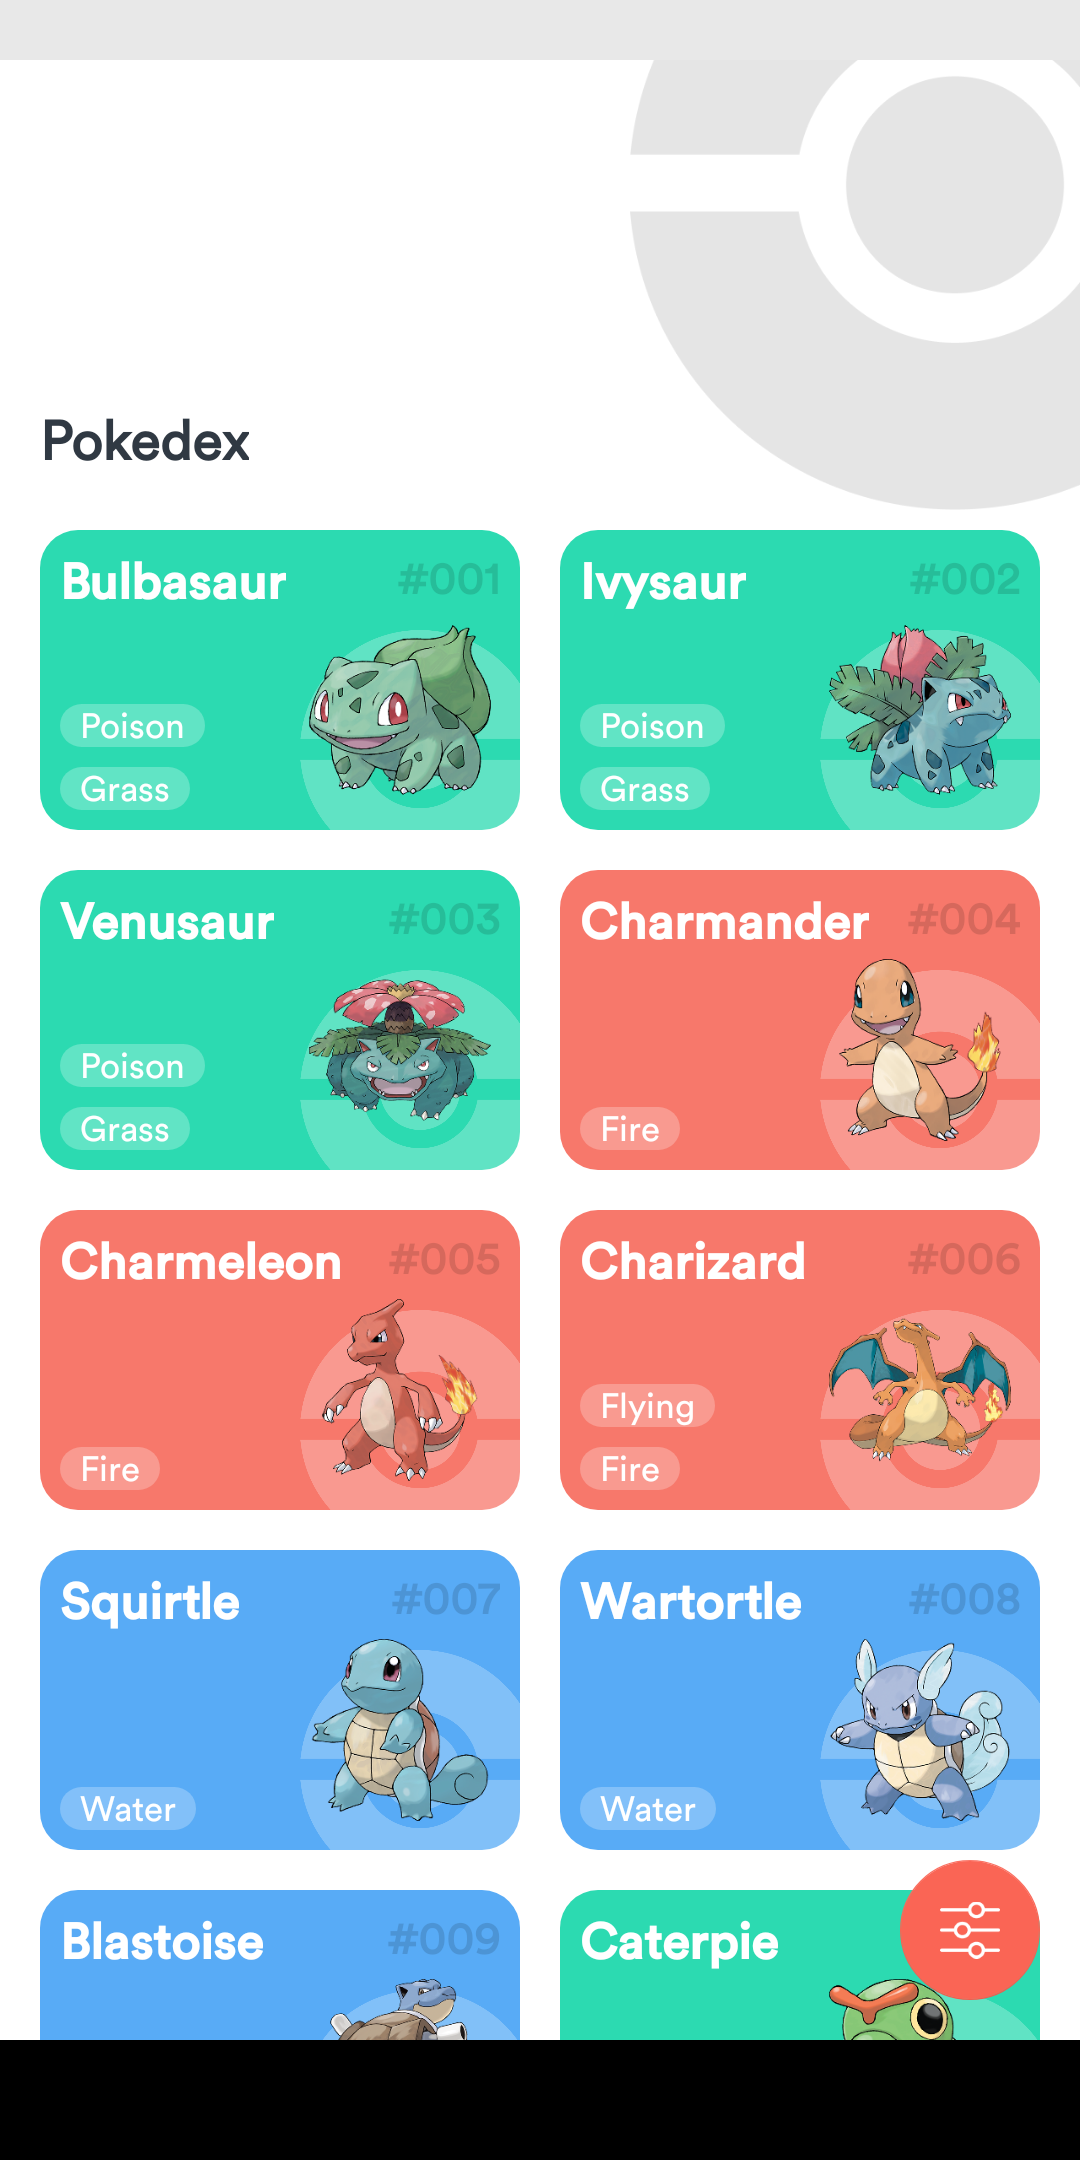 Pokedex
Bulbasaur #001
Poison
Grass
Ivysaur #002
Poison
Grass
Venusaur #003
Poison
Grass
Charmander #004
Fire
Charmeleon #005
Fire
Charizard #006
Flying
Fire
Squirtle #007
Water
Wartortle #008
Water
Blastoise #009
Caterpie